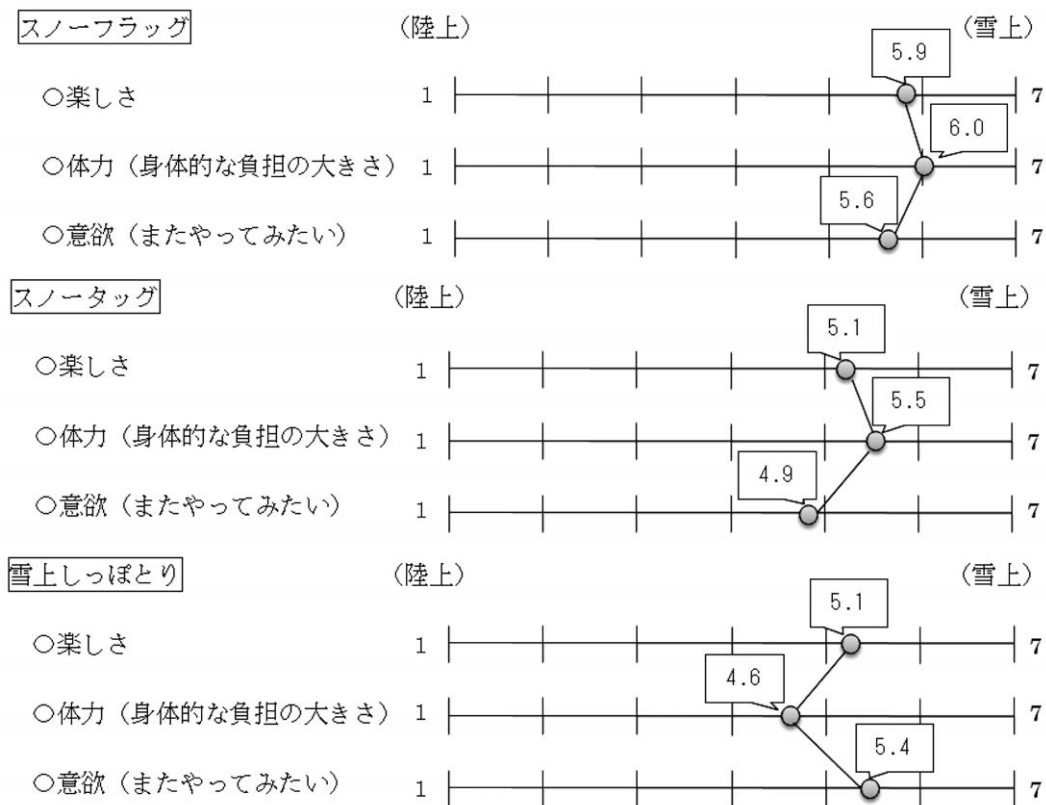 スノーフラッグ （陸上） （雪上）
5.9
○楽しさ 1 7
6.0
○体力（身体的な負担の大きさ） 1 7
5.6
○意欲（またやってみたい） 1 7
スノータッグ （陸上） （雪上）
5.1
○楽しさ 1 7
5.5
○体力（身体的な負担の大きさ） 1 7
4.9
○意欲（またやってみたい） 1 7
雪上しっぽとり （陸上） （雪上）
5.1
○楽しさ 1 7
4.6
○体力（身体的な負担の大きさ） 1 7
5.4
○意欲（またやってみたい） 1 7